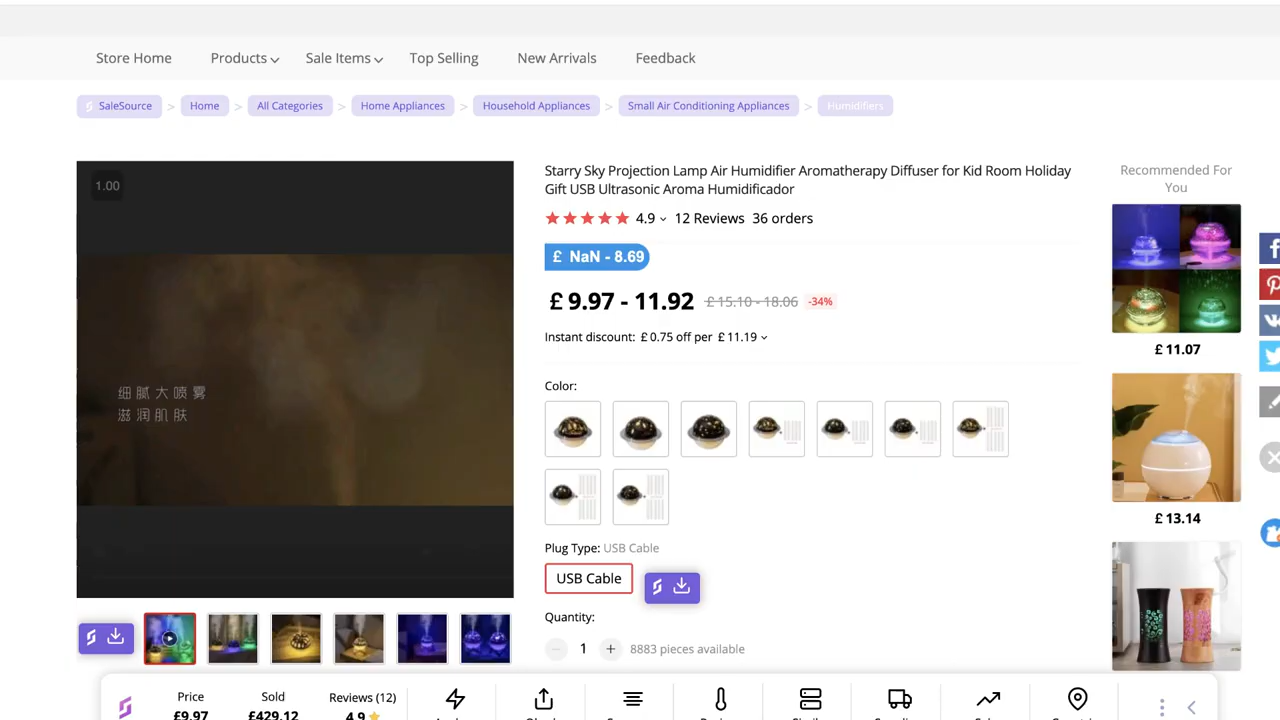 Store Home
Products
Sale Items
Top Selling
New Arrivals
Feedback
SaleSource > Home > All Categories > Home Appliances > Household Appliances > Small Air Conditioning Appliances > Humidifiers
1.00
细腻大喷雾
滋润肌肤
Starry Sky Projection Lamp Air Humidifier Aromatherapy Diffuser for Kid Room Holiday
Gift USB Ultrasonic Aroma Humidificador
4.9 12 Reviews 36 orders
£ NaN - 8.69
£ 9.97 - 11.92 £ 15.10 - 18.06 -34%
Instant discount: £ 0.75 off per £ 11.19
Color:
Plug Type: USB Cable
USB Cable
Quantity:
1
8883 pieces available
Recommended For
You
£ 11.07
£ 13.14
Price
£9.97
Sold
£429.12
Reviews (12)
4.9